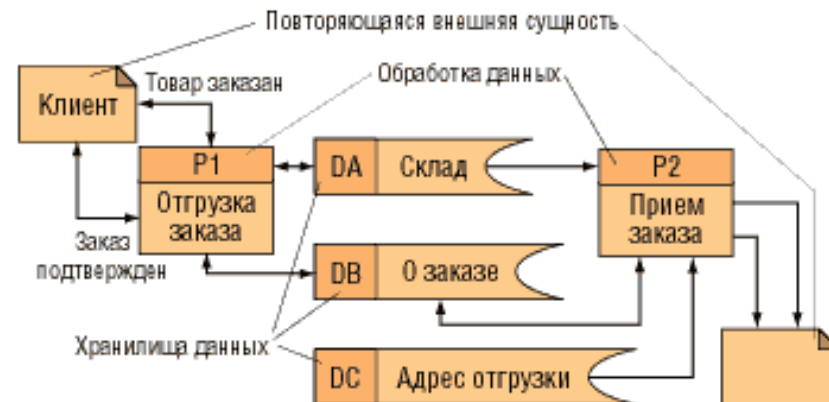 Повторяющаяся внешняя сущность
Клиент
Товар заказан
Обработка данных
P1
DA Склад
P2
Отгрузка
заказа
Прием
заказа
Заказ
подтвержден
DB О заказе
Хранилища данных
DC Адрес отгрузки